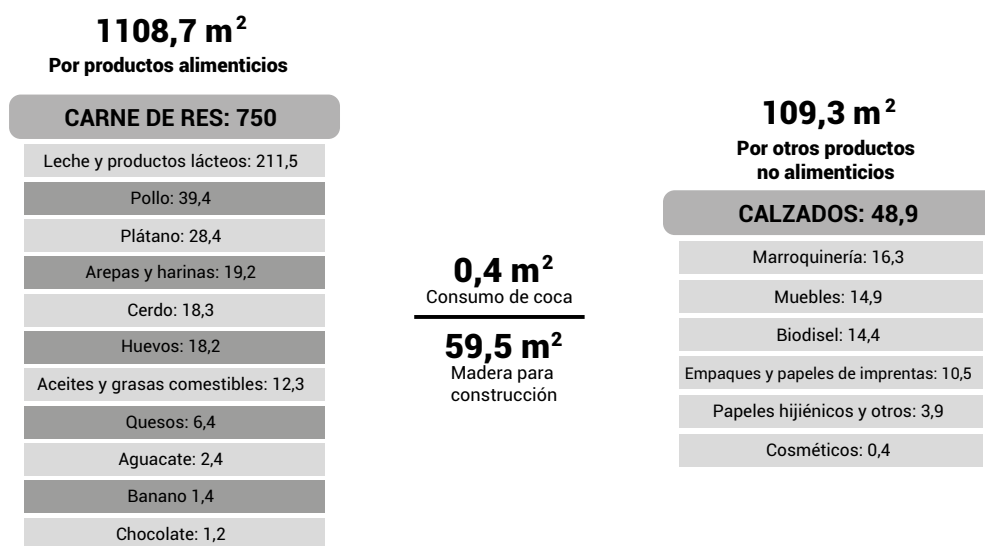 1108,7 m²
Por productos alimenticios
CARNE DE RES: 750
Leche y productos lácteos: 211,5
Pollo: 39,4
Plátano: 28,4
Arepas y harinas: 19,2
Cerdo: 18,3
Huevos: 18,2
Aceites y grasas comestibles: 12,3
Quesos: 6,4
Aguacate: 2,4
Banano 1,4
Chocolate: 1,2
0,4 m²
Consumo de coca
59,5 m²
Madera para
construcción
109,3 m²
Por otros productos
no alimenticios
CALZADOS: 48,9
Marroquinería: 16,3
Muebles: 14,9
Biodisel: 14,4
Empaques y papeles de imprentas: 10,5
Papeles hijiénicos y otros: 3,9
Cosméticos: 0,4